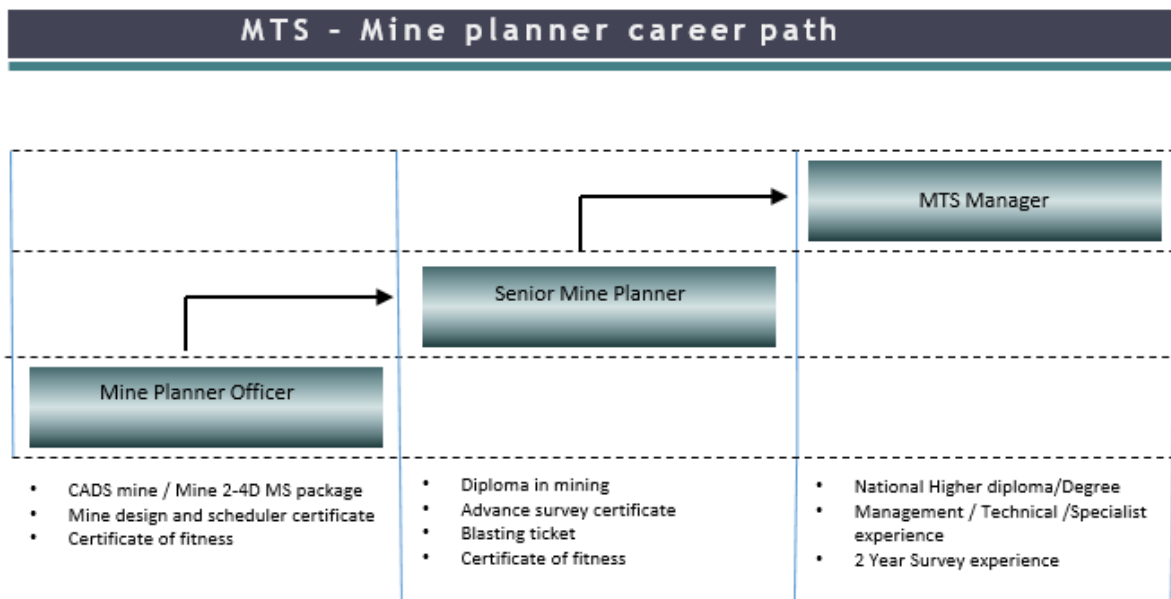 MTS – Mine planner career path
MTS Manager
Senior Mine Planner
Mine Planner Officer
• CADS mine / Mine 2-4D MS package
• Mine design and scheduler certificate
• Certificate of fitness
• Diploma in mining
• Advance survey certificate
• Blasting ticket
• Certificate of fitness
• National Higher diploma/Degree
• Management / Technical /Specialist
experience
• 2 Year Survey experience